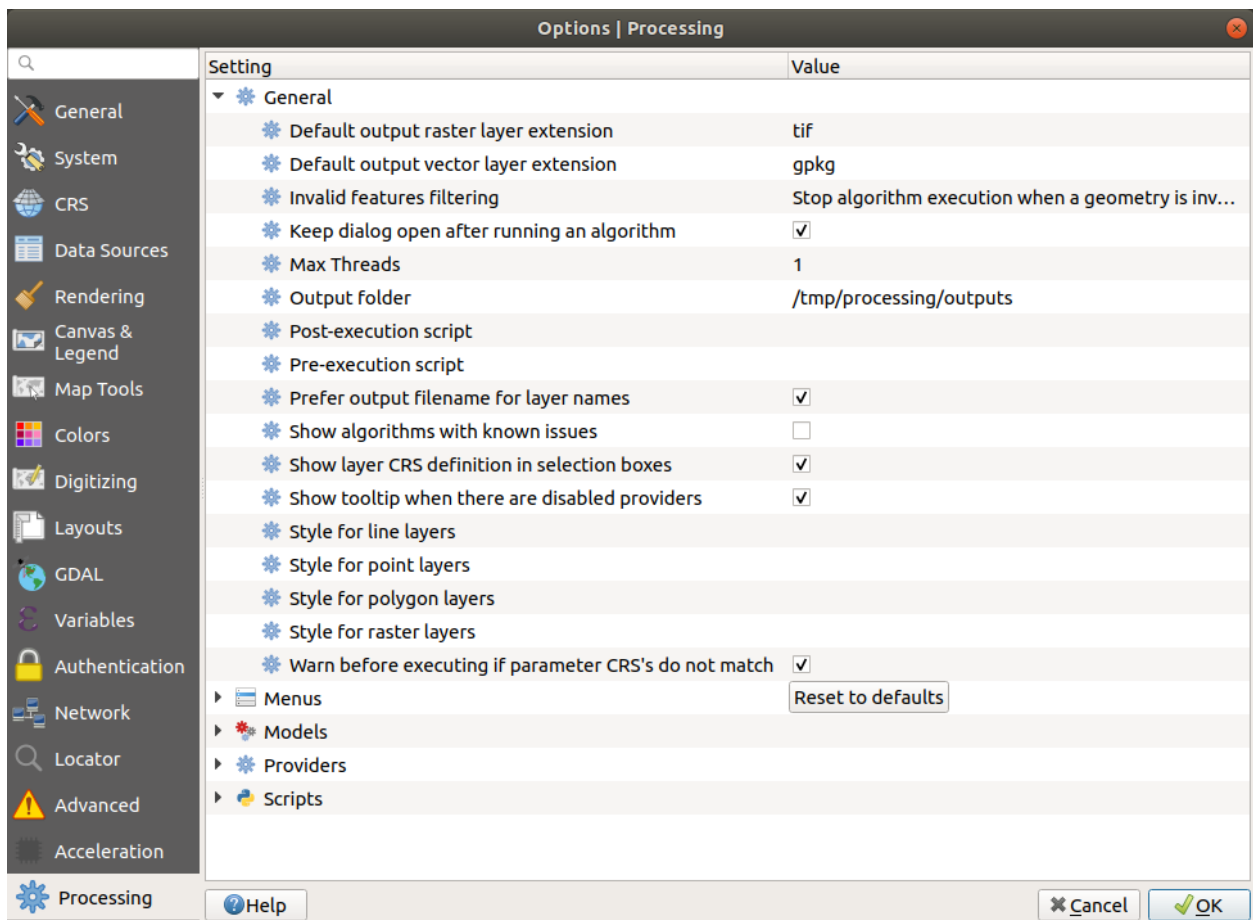 Options | Processing
General
System
CRS
Data Sources
Rendering
Canvas &
Legend
Map Tools
Colors
Digitizing
Layouts
GDAL
Variables
Authentication
Network
Locator
Advanced
Acceleration
Processing
Setting Value
General
Default output raster layer extension tif
Default output vector layer extension gpkg
Invalid features filtering Stop algorithm execution when a geometry is inv...
Keep dialog open after running an algorithm
Max Threads 1
Output folder /tmp/processing/outputs
Post-execution script
Pre-execution script
Prefer output filename for layer names
Show algorithms with known issues
Show layer CRS definition in selection boxes
Show tooltip when there are disabled providers
Style for line layers
Style for point layers
Style for polygon layers
Style for raster layers
Warn before executing if parameter CRS's do not match
Menus Reset to defaults
Models
Providers
Scripts
Help Cancel OK